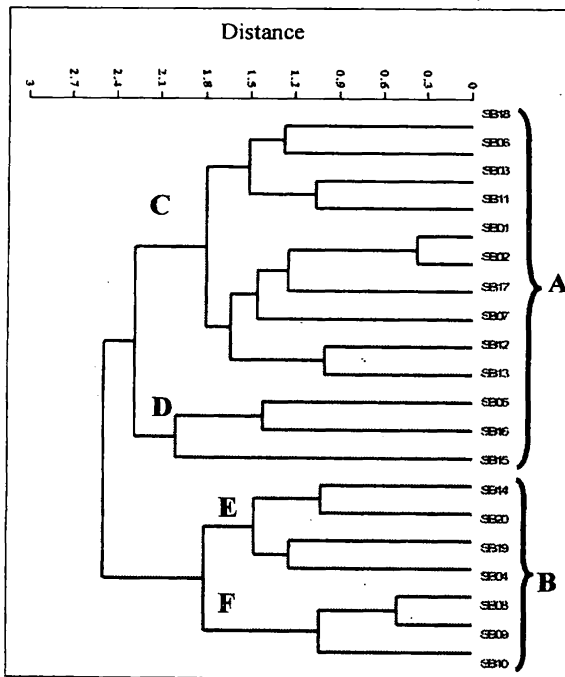 Distance
3 2.7 2.4 2.1 1.8 1.5 1.2 0.9 0.6 0.3 0
SB18
SB06
SB03
C
SB11
SB01
SB02
A
SB17
SB07
SB12
SB13
D
SB05
SB16
SB15
SB14
E
SB20
SB19
SB04
B
F
SB08
SB09
SB10